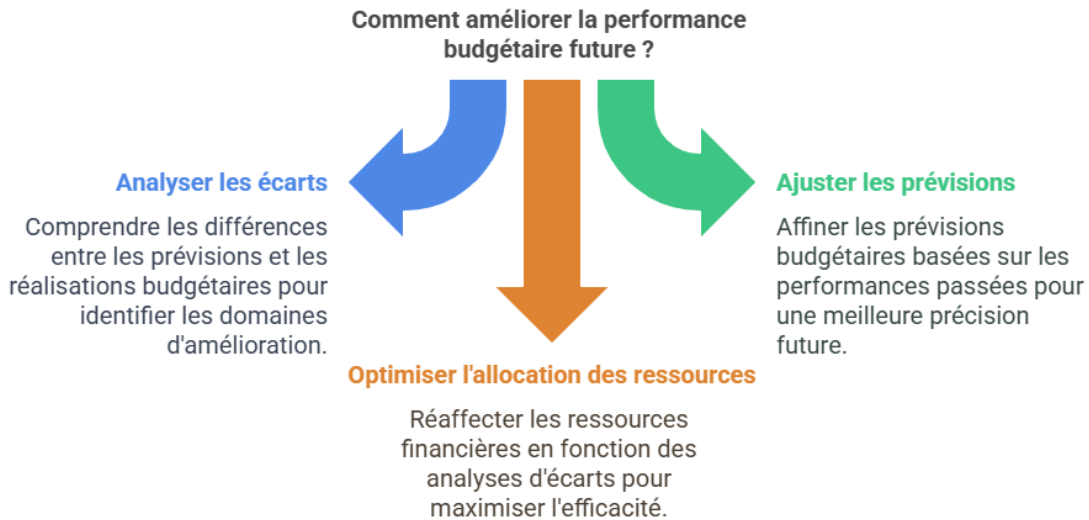 Comment améliorer la performance
budgétaire future ?
Analyser les écarts
Comprendre les différences
entre les prévisions et les
réalisations budgétaires pour
identifier les domaines
d'amélioration.
Ajuster les prévisions
Affiner les prévisions
budgétaires basées sur les
performances passées pour
une meilleure précision
future.
Optimiser l'allocation des ressources
Réaffecter les ressources
financières en fonction des
analyses d'écarts pour
maximiser l'efficacité.